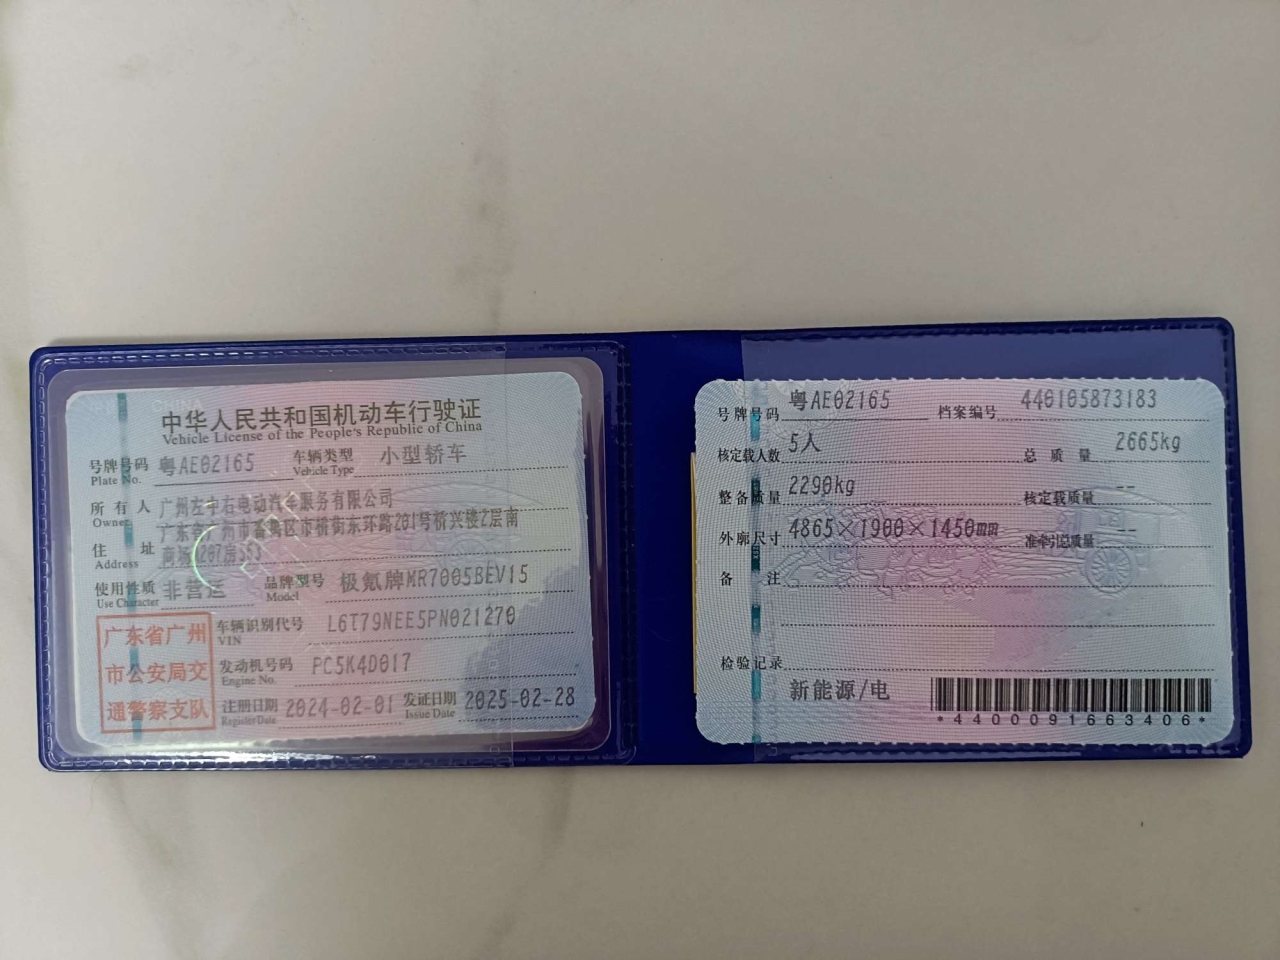 中华人民共和国机动车行驶证
Vehicle License of the People's Republic of China
号牌号码 粤AE02165 车辆类型 小型轿车
Plate No. Vehicle Type
所有人 广州左中右电动汽车服务有限公司
Owner
住址 广东省广州市番禺区市桥街东环路201号桥兴楼2层南
Address
使用性质 非营运 品牌型号 极氪牌MR7005BEV15
Use Character Model
广东省广州
市公安局交
通警察支队
车辆识别代号 L6T79NEE5PN021270
VIN
发动机号码 PC5K4D017
Engine No.
注册日期 2024-02-01 发证日期 2025-02-28
Register Date Issue Date
号牌号码 粤AE02165 档案编号 440105873183
核定载人数 5人 总质量 2665kg
整备质量 2290kg 核定载质量 --
外廓尺寸 4865×1900×1450mm 准牵引总质量 --
备注
检验记录
新能源/电
*4400091663406*